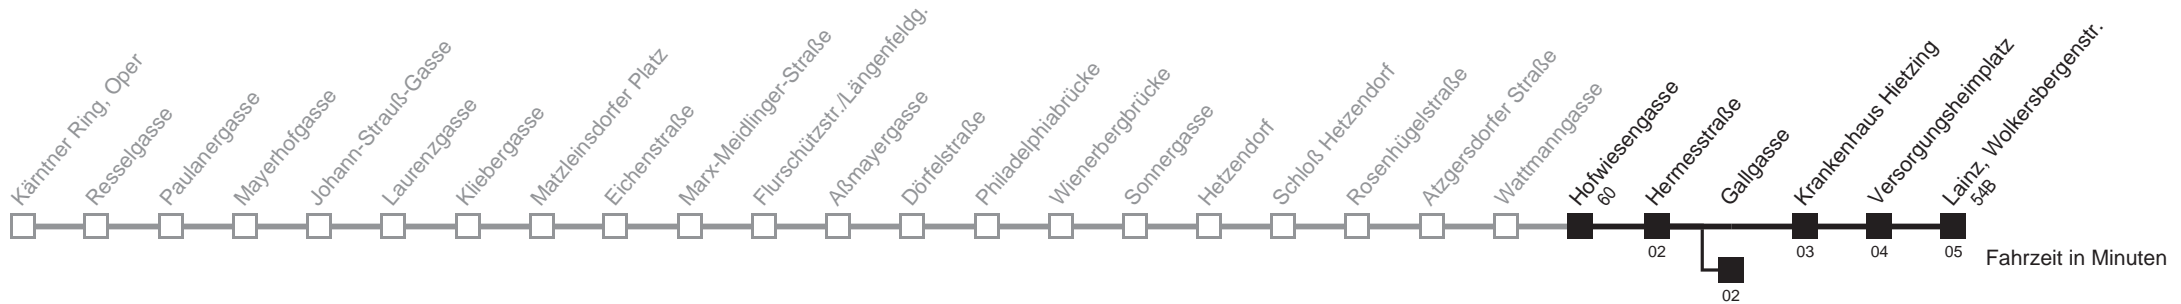 Kärntner Ring, Oper
Resselgasse
Paulanergasse
Mayerhofgasse
Johann-Strauß-Gasse
Laurenzgasse
Kliebergasse
Matzleinsdorfer Platz
Eichenstraße
Marx-Meidlinger-Straße
Flurschützstr./Längenfeldg.
Aßmayergasse
Dörfelstraße
Philadelphiabrücke
Wienerbergbrücke
Sonnergasse
Hetzendorf
Schloß Hetzendorf
Rosenhügelstraße
Atzgersdorfer Straße
Wattmanngasse
Hofwiesengasse
60
Hermesstraße
02
Gallgasse
02
Krankenhaus Hietzing
03
Versorgungsheimplatz
04
Lainz, Wolkersbergenstr.
54B
05
Fahrzeit in Minuten